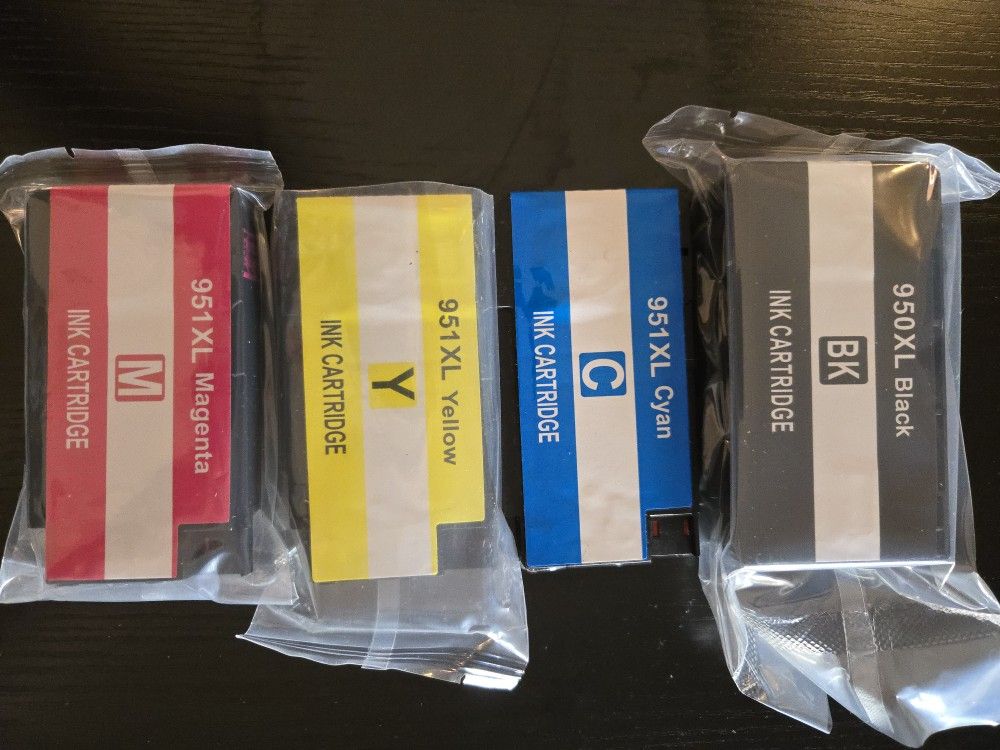 951XL Magenta
M
INK CARTRIDGE
951XL Yellow
Y
INK CARTRIDGE
951XL Cyan
C
INK CARTRIDGE
950XL Black
BK
INK CARTRIDGE